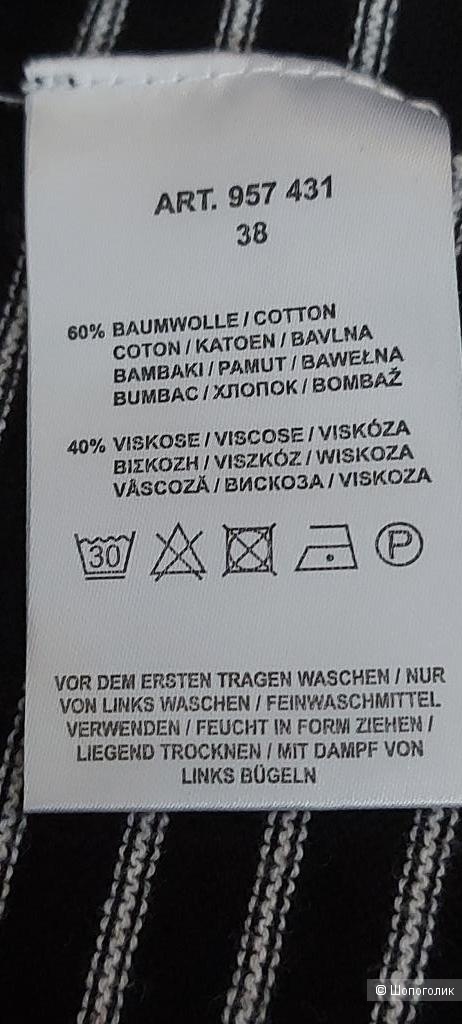 ART. 957 431
38
60% BAUMWOLLE / COTTON
COTON / KATOEN / BAVLNA
BAMBAKI / PAMUT / BAWEŁNA
BUMBAC / ХЛОПОК / BOMBAŽ
40% VISKOSE / VISCOSE / VISKÓZA
ΒΙΣΚΟΖΗ / VISZKÓZ / WISKOZA
VÂSCOZĂ / ВИСКОЗА / VISKOZA
30 P
VOR DEM ERSTEN TRAGEN WASCHEN / NUR
VON LINKS WASCHEN / FEINWASCHMITTEL
VERWENDEN / FEUCHT IN FORM ZIEHEN /
LIEGEND TROCKNEN / MIT DAMPF VON
LINKS BÜGELN
© Шопоголик